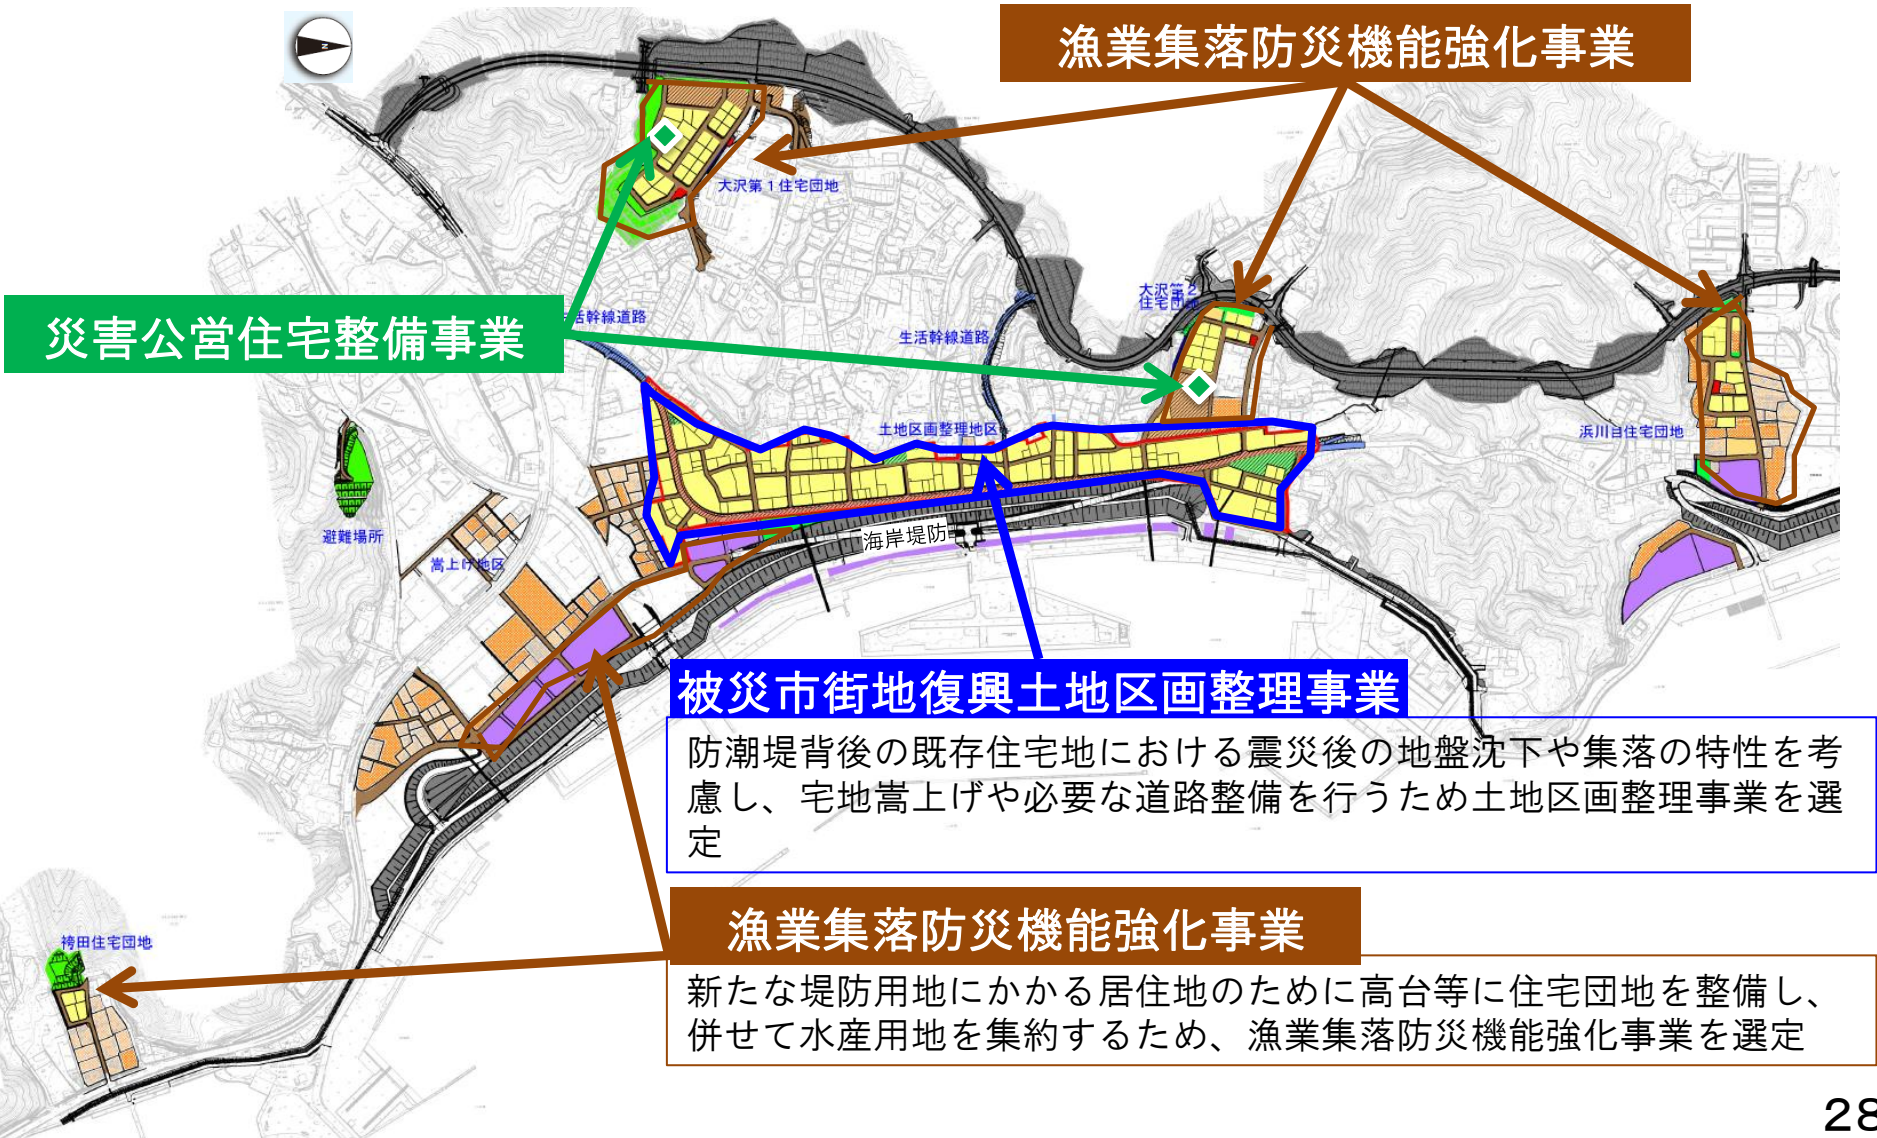 漁業集落防災機能強化事業
N
大沢第1住宅団地
災害公営住宅整備事業
生活幹線道路
大沢第2
住宅団地
生活幹線道路
土地区画整理地区
浜川目住宅団地
避難場所
嵩上げ地区
海岸堤防
被災市街地復興土地区画整理事業
防潮堤背後の既存住宅地における震災後の地盤沈下や集落の特性を考
慮し、宅地嵩上げや必要な道路整備を行うため土地区画整理事業を選
定
漁業集落防災機能強化事業
袴田住宅団地
新たな堤防用地にかかる居住地のために高台等に住宅団地を整備し、
併せて水産用地を集約するため、漁業集落防災機能強化事業を選定
28